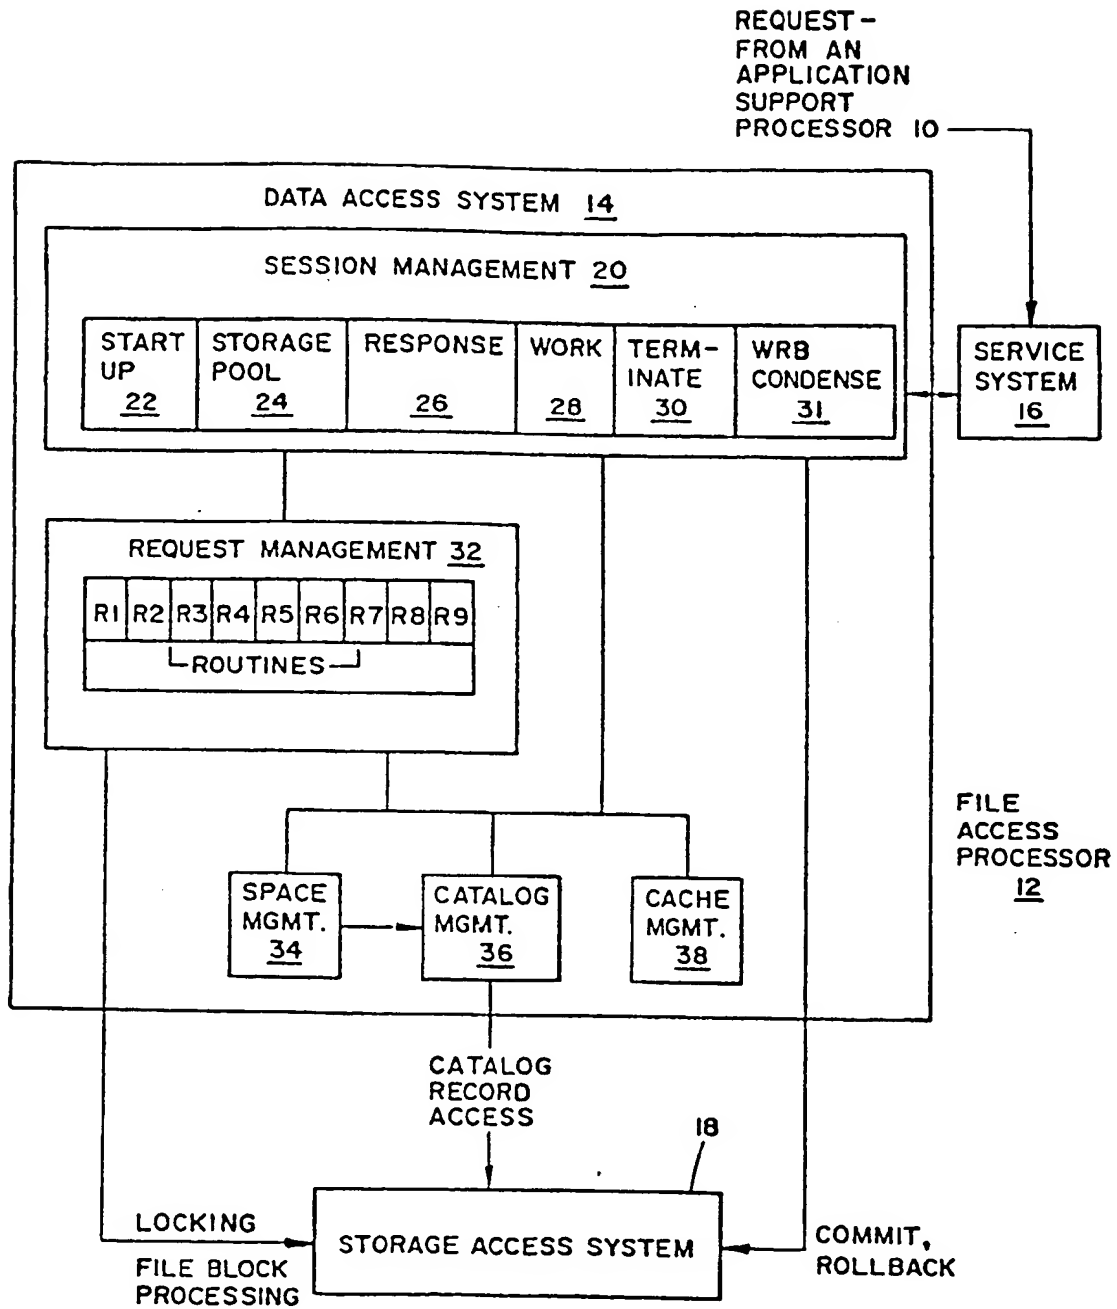 REQUEST-
FROM AN
APPLICATION
SUPPORT
PROCESSOR 10
DATA ACCESS SYSTEM 14
SESSION MANAGEMENT 20
START
UP
22
STORAGE
POOL
24
RESPONSE
26
WORK
28
TERM-
INATE
30
WRB
CONDENSE
31
SERVICE
SYSTEM
16
REQUEST MANAGEMENT 32
R1 R2 R3 R4 R5 R6 R7 R8 R9
ROUTINES
FILE
ACCESS
PROCESSOR
12
SPACE
MGMT.
34
CATALOG
MGMT.
36
CACHE
MGMT.
38
CATALOG
RECORD
ACCESS
18
STORAGE ACCESS SYSTEM
LOCKING
FILE BLOCK
PROCESSING
COMMIT,
ROLLBACK